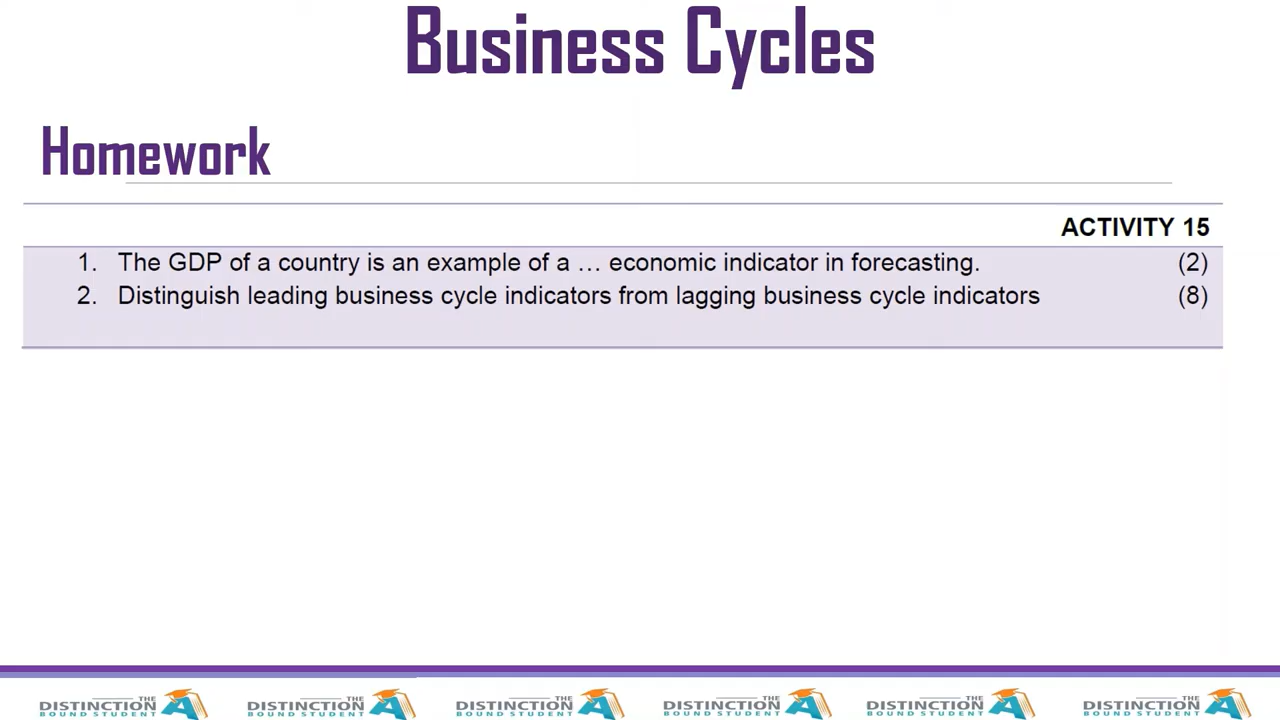 Business Cycles
Homework
ACTIVITY 15
1. The GDP of a country is an example of a … economic indicator in forecasting. (2)
2. Distinguish leading business cycle indicators from lagging business cycle indicators (8)
THE DISTINCTION BOUND STUDENT A
THE DISTINCTION BOUND STUDENT A
THE DISTINCTION BOUND STUDENT A
THE DISTINCTION BOUND STUDENT A
THE DISTINCTION BOUND STUDENT A
THE DISTINCTION BOUND STUDENT A